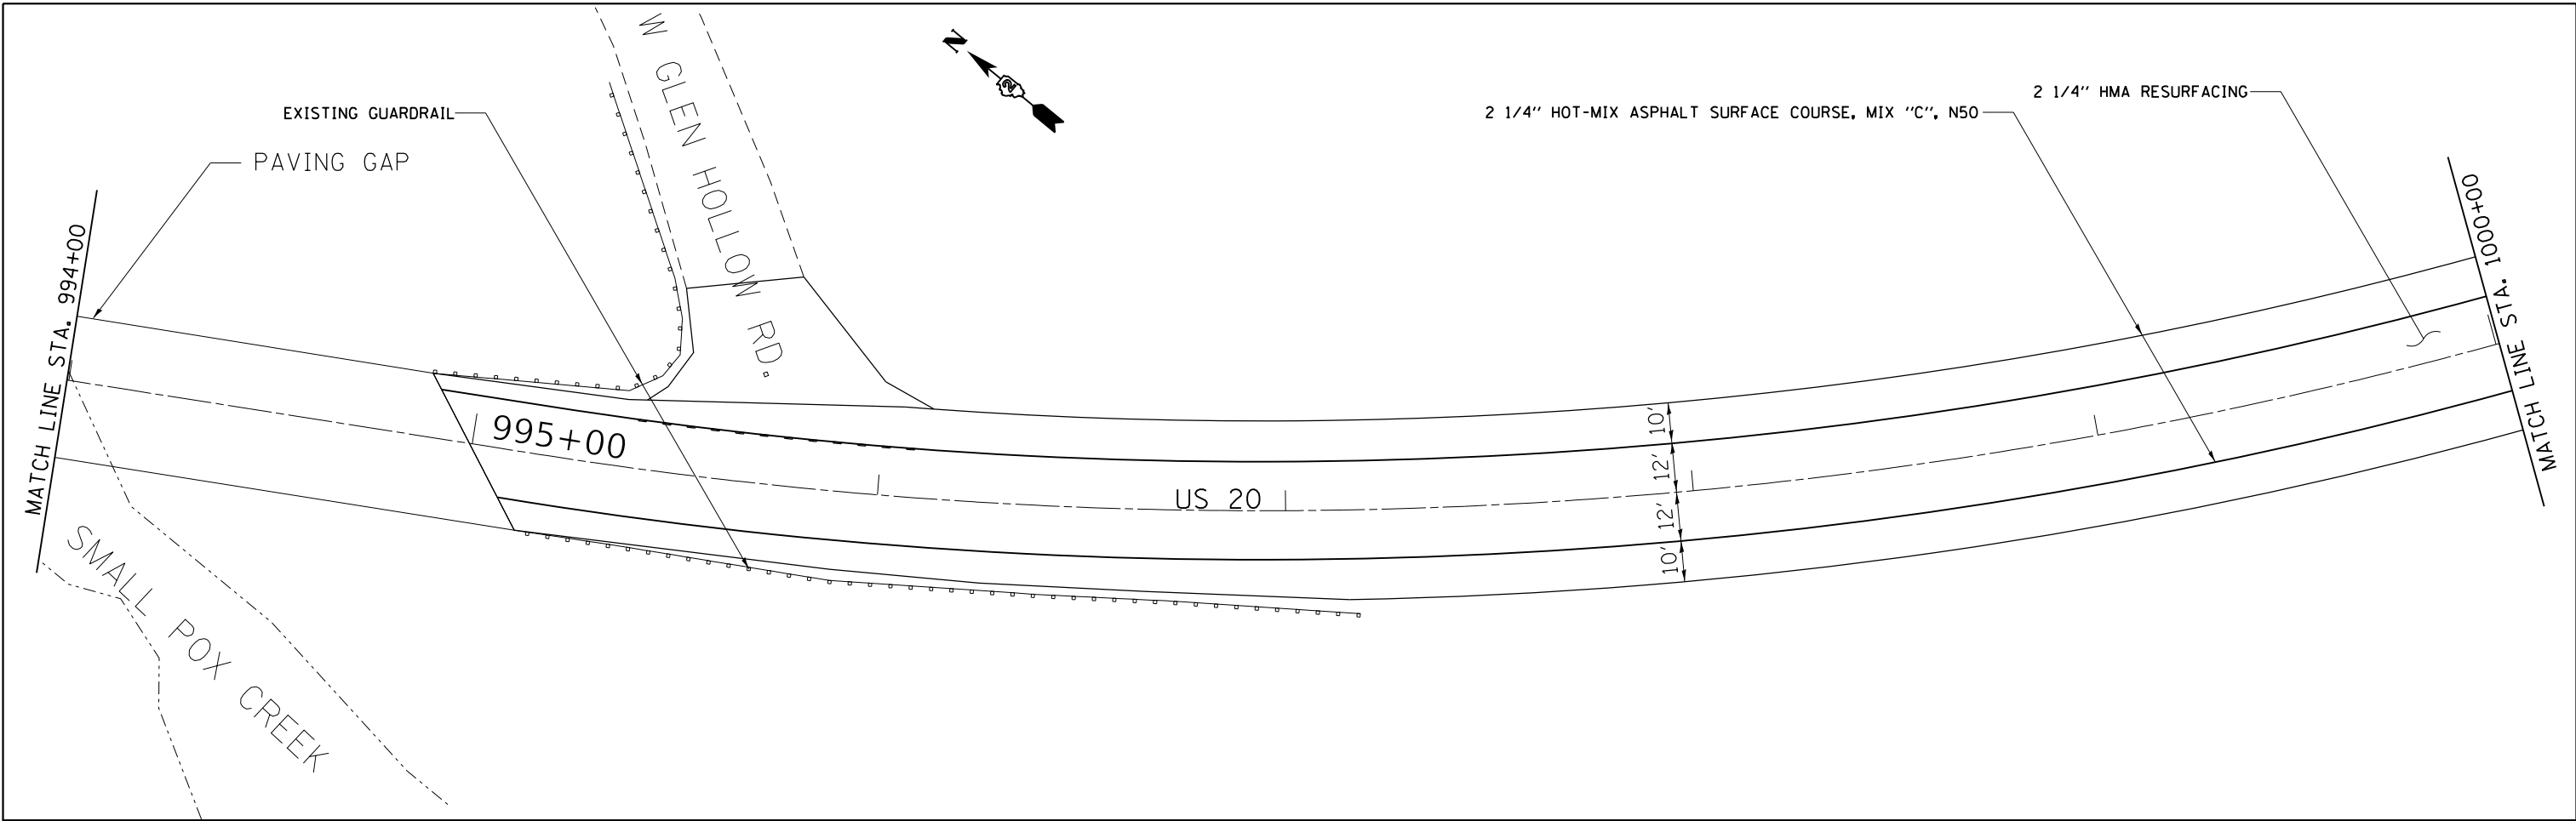 N
2
W GLEN HOLLOW RD.
EXISTING GUARDRAIL
PAVING GAP
2 1/4" HMA RESURFACING
2 1/4" HOT-MIX ASPHALT SURFACE COURSE, MIX "C", N50
MATCH LINE STA. 994+00
MATCH LINE STA. 1000+00
995+00
US 20
10'
12'
12'
10'
SMALL POX CREEK